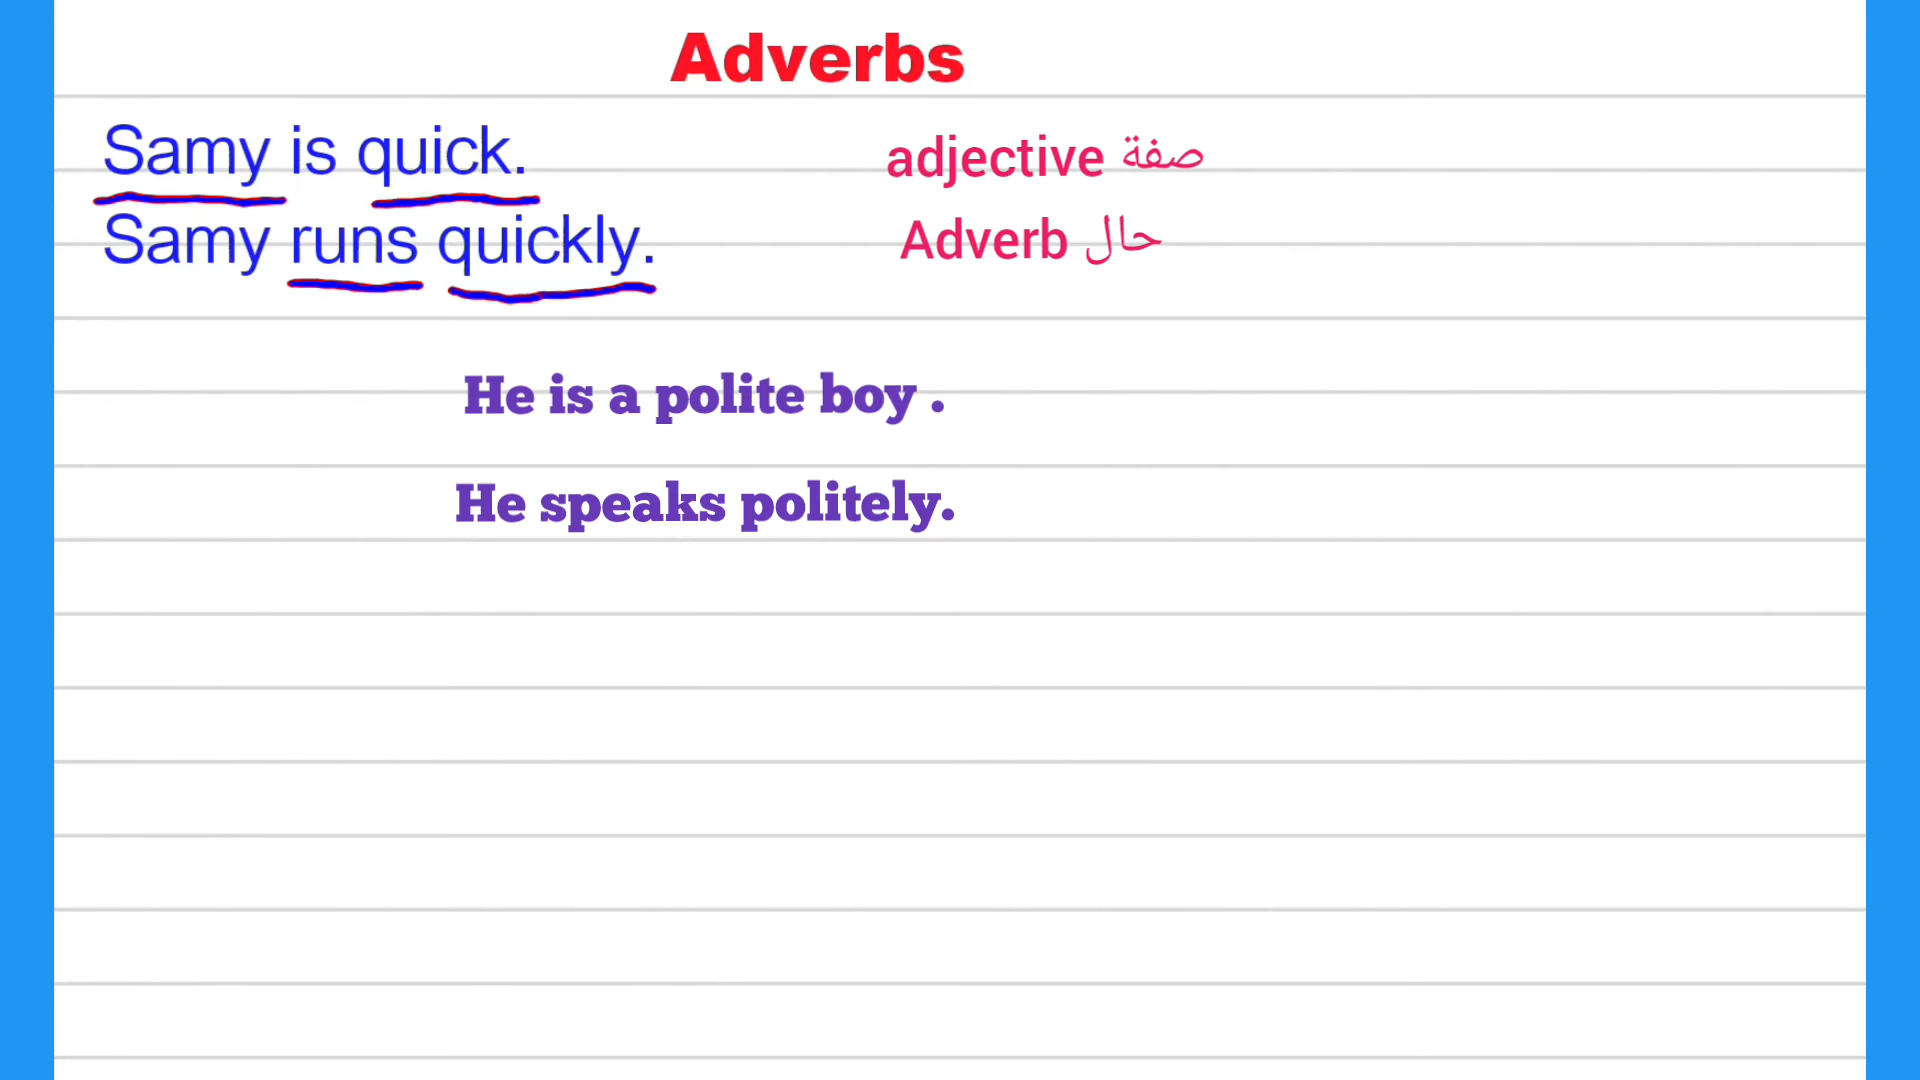 Adverbs
Samy is quick.
adjective صفة
Samy runs quickly.
Adverb حال
He is a polite boy .
He speaks politely.